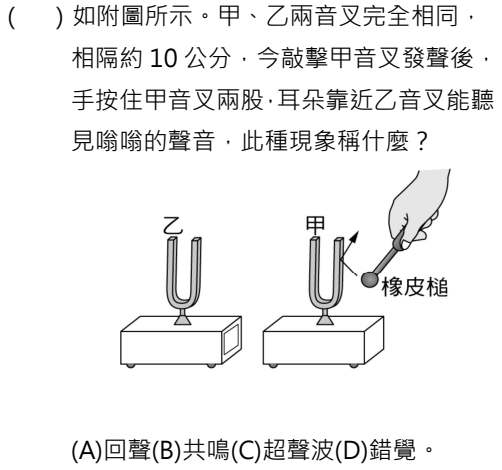 (　　) 如附圖所示。甲、乙兩音叉完全相同，
相隔約 10 公分，今敲擊甲音叉發聲後，
手按住甲音叉兩股，耳朵靠近乙音叉能聽
見嗡嗡的聲音，此種現象稱什麼？
乙 甲
橡皮槌
(A)回聲(B)共鳴(C)超聲波(D)錯覺。